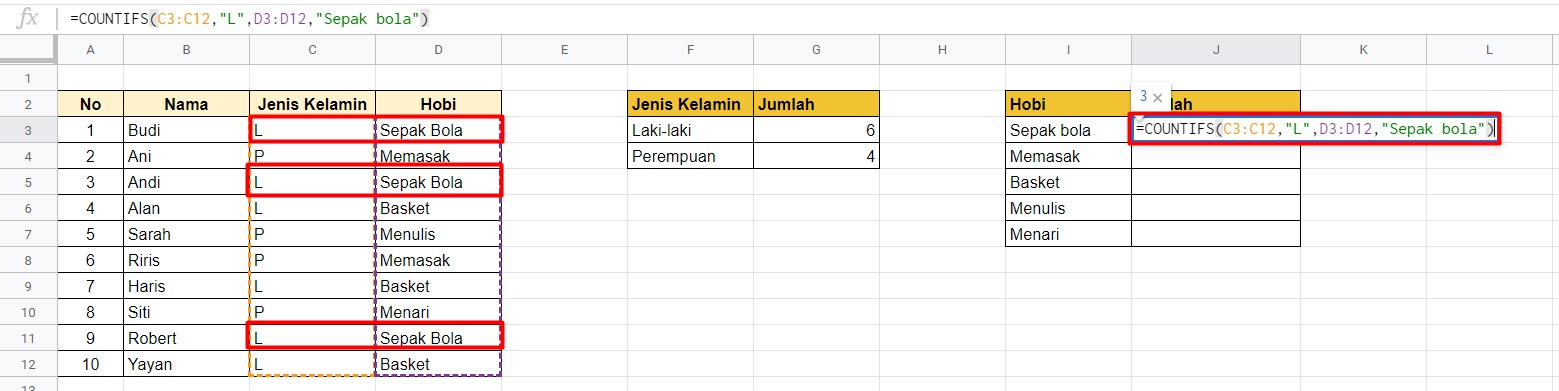 fx =COUNTIFS(C3:C12,"L",D3:D12,"Sepak bola")
A B C D E F G H I J K L
1
2 No Nama Jenis Kelamin Hobi Jenis Kelamin Jumlah Hobi lah
3 ×
3 1 Budi L Sepak Bola Laki-laki 6 Sepak bola =COUNTIFS(C3:C12,"L",D3:D12,"Sepak bola")
4 2 Ani P Memasak Perempuan 4 Memasak
5 3 Andi L Sepak Bola Basket
6 4 Alan L Basket Menulis
7 5 Sarah P Menulis Menari
8 6 Riris P Memasak
9 7 Haris L Basket
10 8 Siti P Menari
11 9 Robert L Sepak Bola
12 10 Yayan L Basket
13